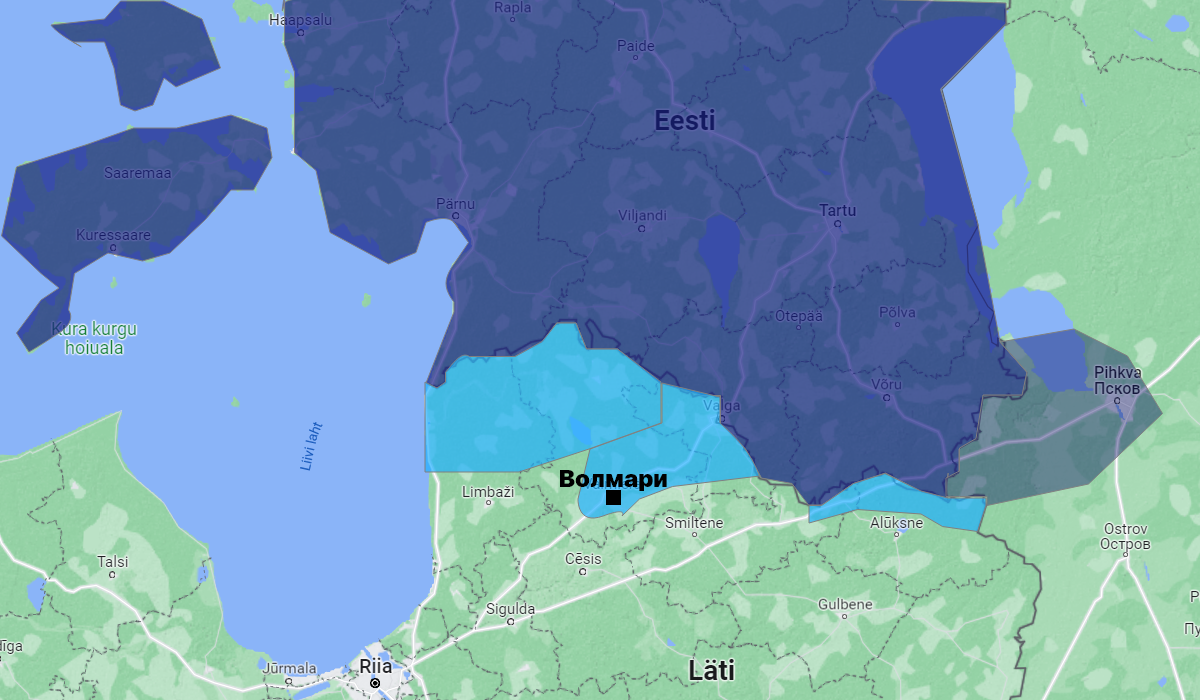 Rapla
Haapsalu
Paide
Eesti
Saaremaa
Pärnu
Viljandi
Tartu
Kuressaare
Otepää
Põlva
Kura kurgu
hoiuala
Pihkva
Псков
Võru
Valga
Liivi laht
Волмари
Limbaži
Smiltene
Alūksne
Ostrov
Остров
Talsi
Cēsis
Sigulda
Gulbene
Jūrmala
Riia
Läti